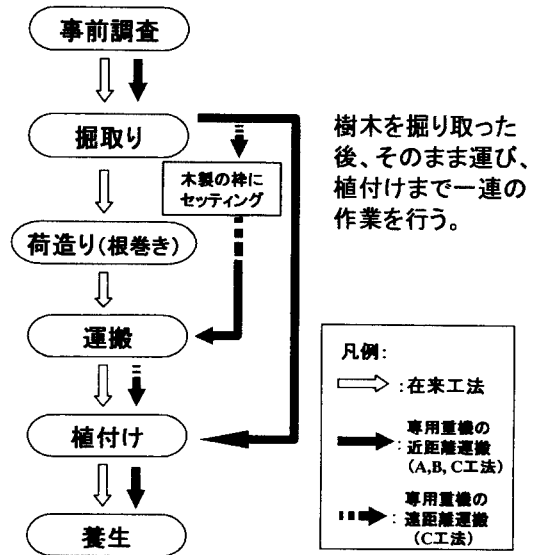 事前調査
掘取り
木製の枠に
セッティング
荷造り(根巻き)
運搬
植付け
養生
樹木を掘り取った
後、そのまま運び、
植付けまで一連の
作業を行う。
凡例:
:在来工法
専用重機の
:近距離運搬
(A,B,C工法)
専用重機の
:遠距離運搬
(C工法)